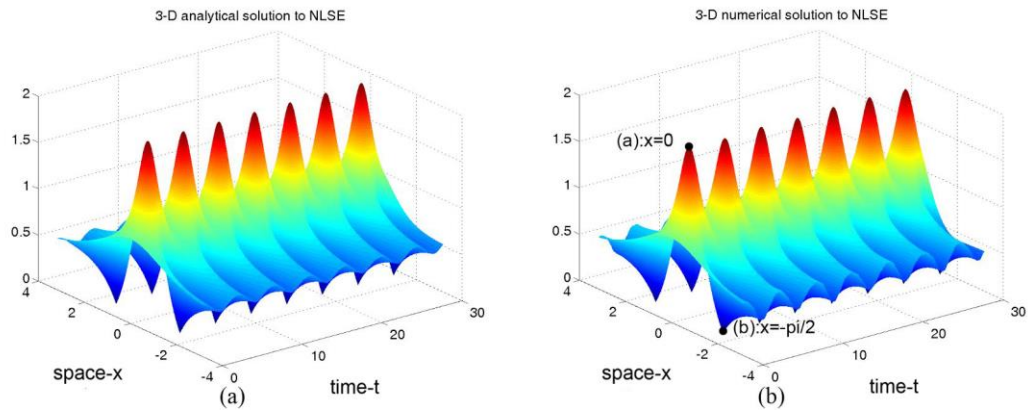 3-D analytical solution to NLSE
2
1.5
1
0.5
0
4
2
0
-2
-4
0
10
20
30
space-x
time-t
(a)
3-D numerical solution to NLSE
2
1.5
1
0.5
0
4
2
0
-2
-4
0
10
20
30
(a):x=0
(b):x=-pi/2
space-x
time-t
(b)